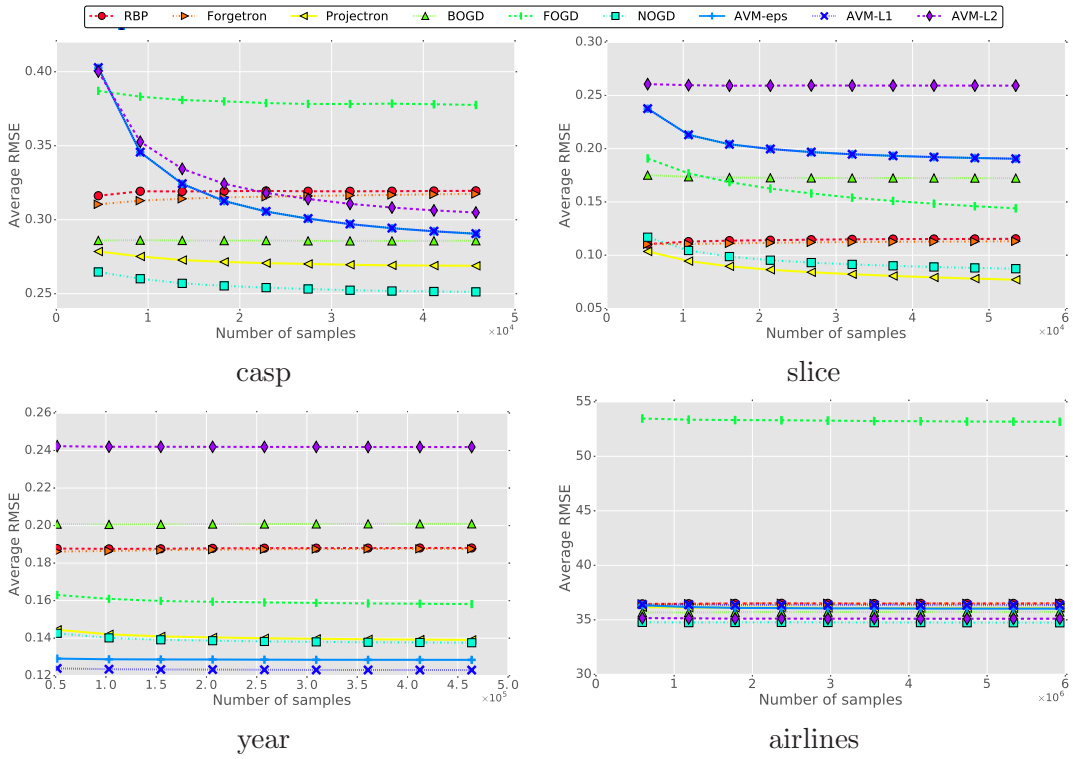 RBP Forgetron Projectron BOGD FOGD NOGD AVM-eps AVM-L1 AVM-L2
Average RMSE
0.40
0.35
0.30
0.25
0 1 2 3 4 5
Number of samples
×10⁴
casp
Average RMSE
0.30
0.25
0.20
0.15
0.10
0.05
0 1 2 3 4 5 6
Number of samples
×10⁴
slice
Average RMSE
0.26
0.24
0.22
0.20
0.18
0.16
0.14
0.12
0.5 1.0 1.5 2.0 2.5 3.0 3.5 4.0 4.5 5.0
Number of samples
×10⁵
year
Average RMSE
55
50
45
40
35
30
0 1 2 3 4 5 6
Number of samples
×10⁶
airlines